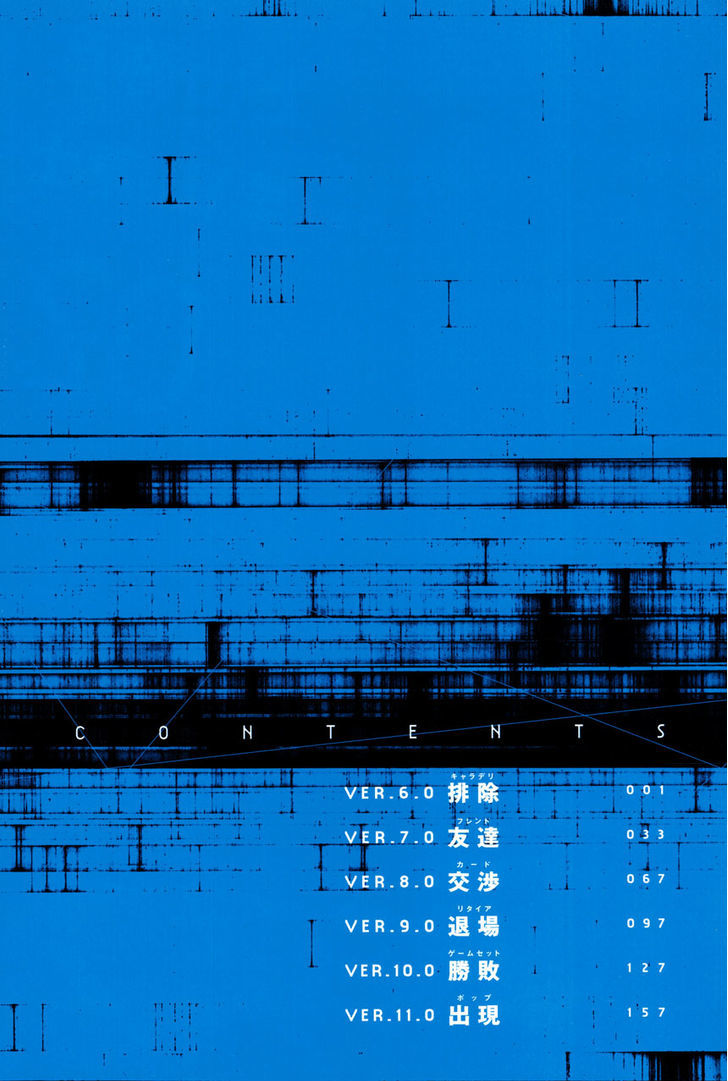 CONTENTS
キャラデリ
VER.6.0 排除 001
フレンド
VER.7.0 友達 033
カード
VER.8.0 交渉 067
リタイア
VER.9.0 退場 097
ゲームセット
VER.10.0 勝敗 127
ポップ
VER.11.0 出現 157